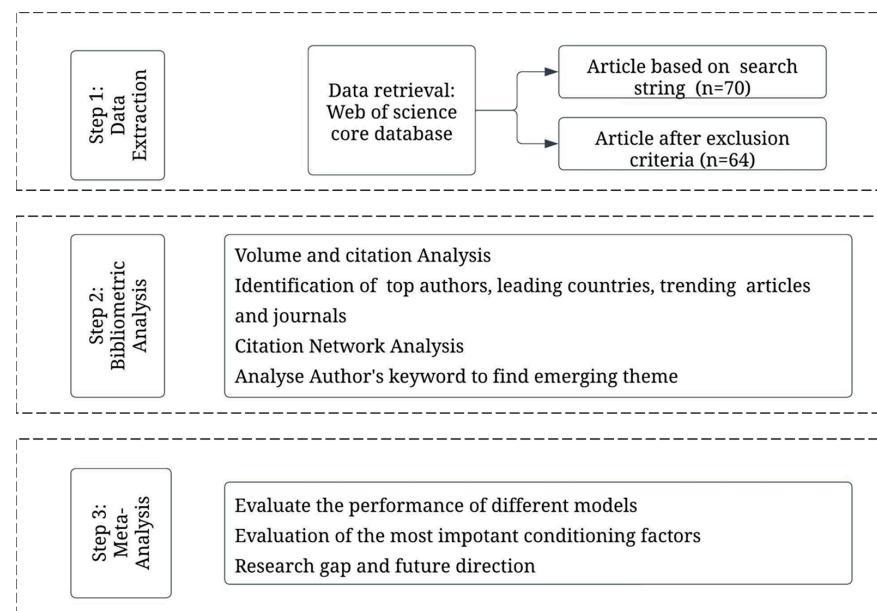 Step 1:
Data
Extraction
Data retrieval:
Web of science
core database
Article based on search
string (n=70)
Article after exclusion
criteria (n=64)
Step 2:
Bibliometric
Analysis
Volume and citation Analysis
Identification of top authors, leading countries, trending articles
and journals
Citation Network Analysis
Analyse Author's keyword to find emerging theme
Step 3:
Meta-
Analysis
Evaluate the performance of different models
Evaluation of the most impotant conditioning factors
Research gap and future direction